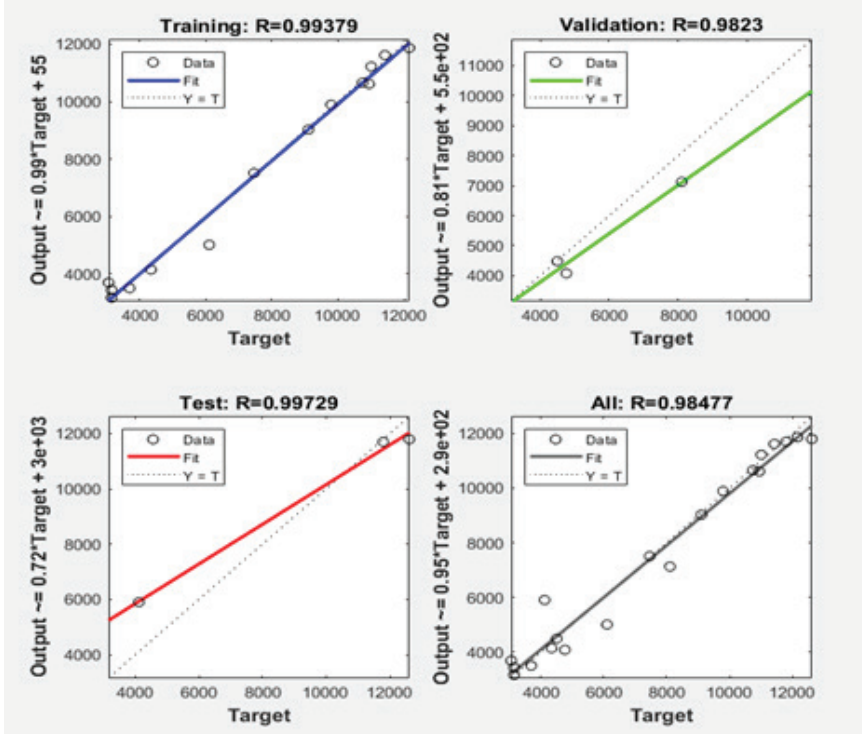 Training: R=0.99379
Output ~= 0.99*Target + 55
12000
10000
8000
6000
4000
Data
Fit
Y = T
4000 6000 8000 10000 12000
Target
Validation: R=0.9823
Output ~= 0.81*Target + 5.5e+02
11000
10000
9000
8000
7000
6000
5000
4000
Data
Fit
Y = T
4000 6000 8000 10000
Target
Test: R=0.99729
Output ~= 0.72*Target + 3e+03
12000
10000
8000
6000
4000
Data
Fit
Y = T
4000 6000 8000 10000 12000
Target
All: R=0.98477
Output ~= 0.95*Target + 2.9e+02
12000
10000
8000
6000
4000
Data
Fit
Y = T
4000 6000 8000 10000 12000
Target